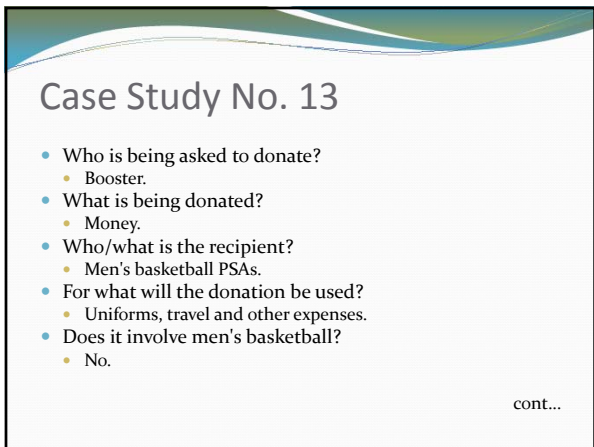 Case Study No. 13
• Who is being asked to donate?
• Booster.
• What is being donated?
• Money.
• Who/what is the recipient?
• Men's basketball PSAs.
• For what will the donation be used?
• Uniforms, travel and other expenses.
• Does it involve men's basketball?
• No.
cont...